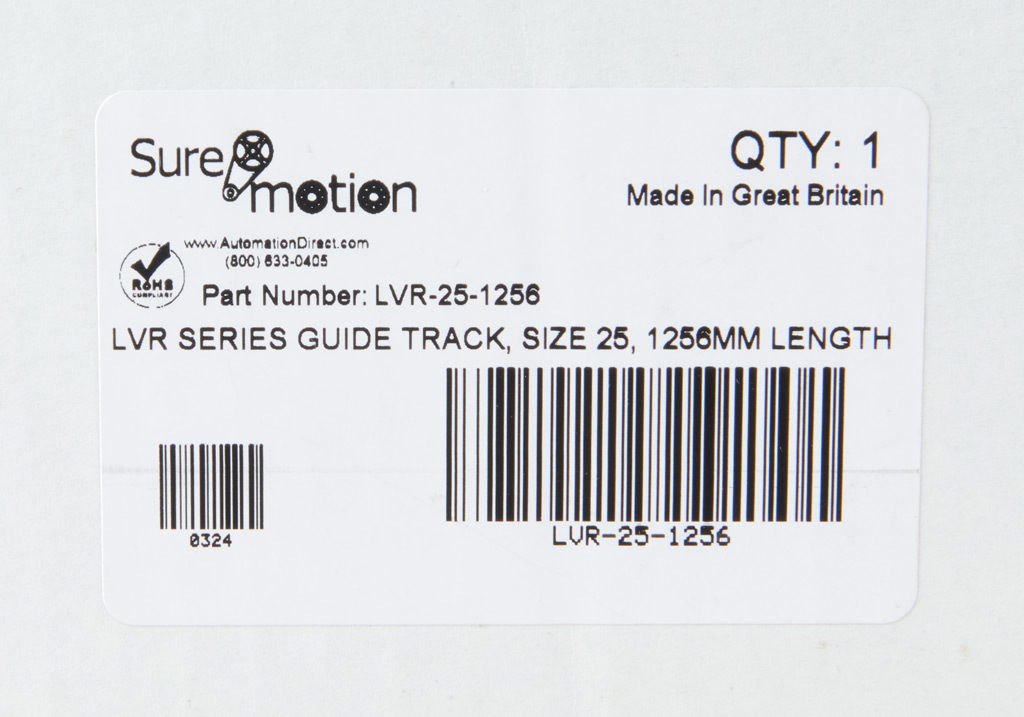 Sure motion
QTY: 1
Made In Great Britain
www.AutomationDirect.com
(800) 633-0405
RoHS
COMPLIANT
Part Number: LVR-25-1256
LVR SERIES GUIDE TRACK, SIZE 25, 1256MM LENGTH
0324
LVR-25-1256